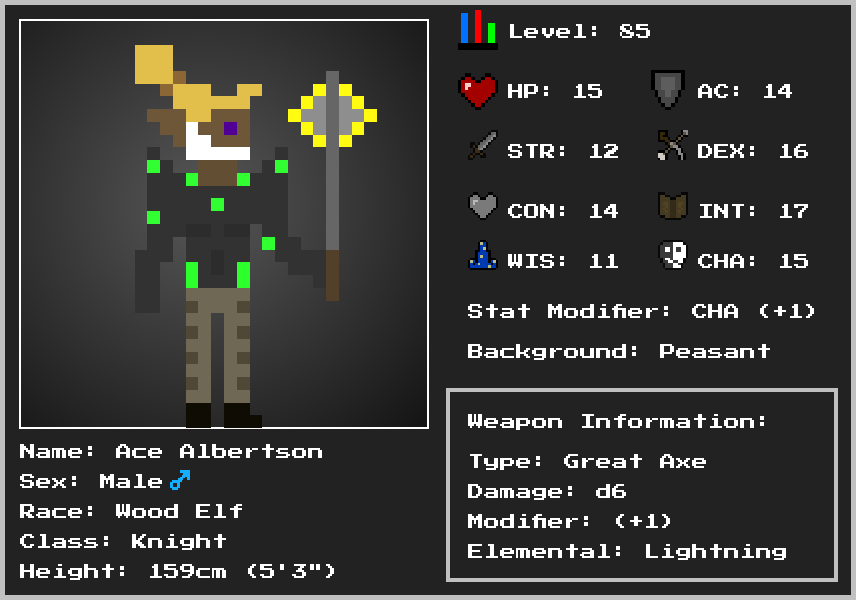 Level: 85
HP: 15
AC: 14
STR: 12
DEX: 16
CON: 14
INT: 17
WIS: 11
CHA: 15
Stat Modifier: CHA (+1)
Background: Peasant
Weapon Information:
Type: Great Axe
Damage: d6
Modifier: (+1)
Elemental: Lightning
Name: Ace Albertson
Sex: Male ♂
Race: Wood Elf
Class: Knight
Height: 159cm (5'3")